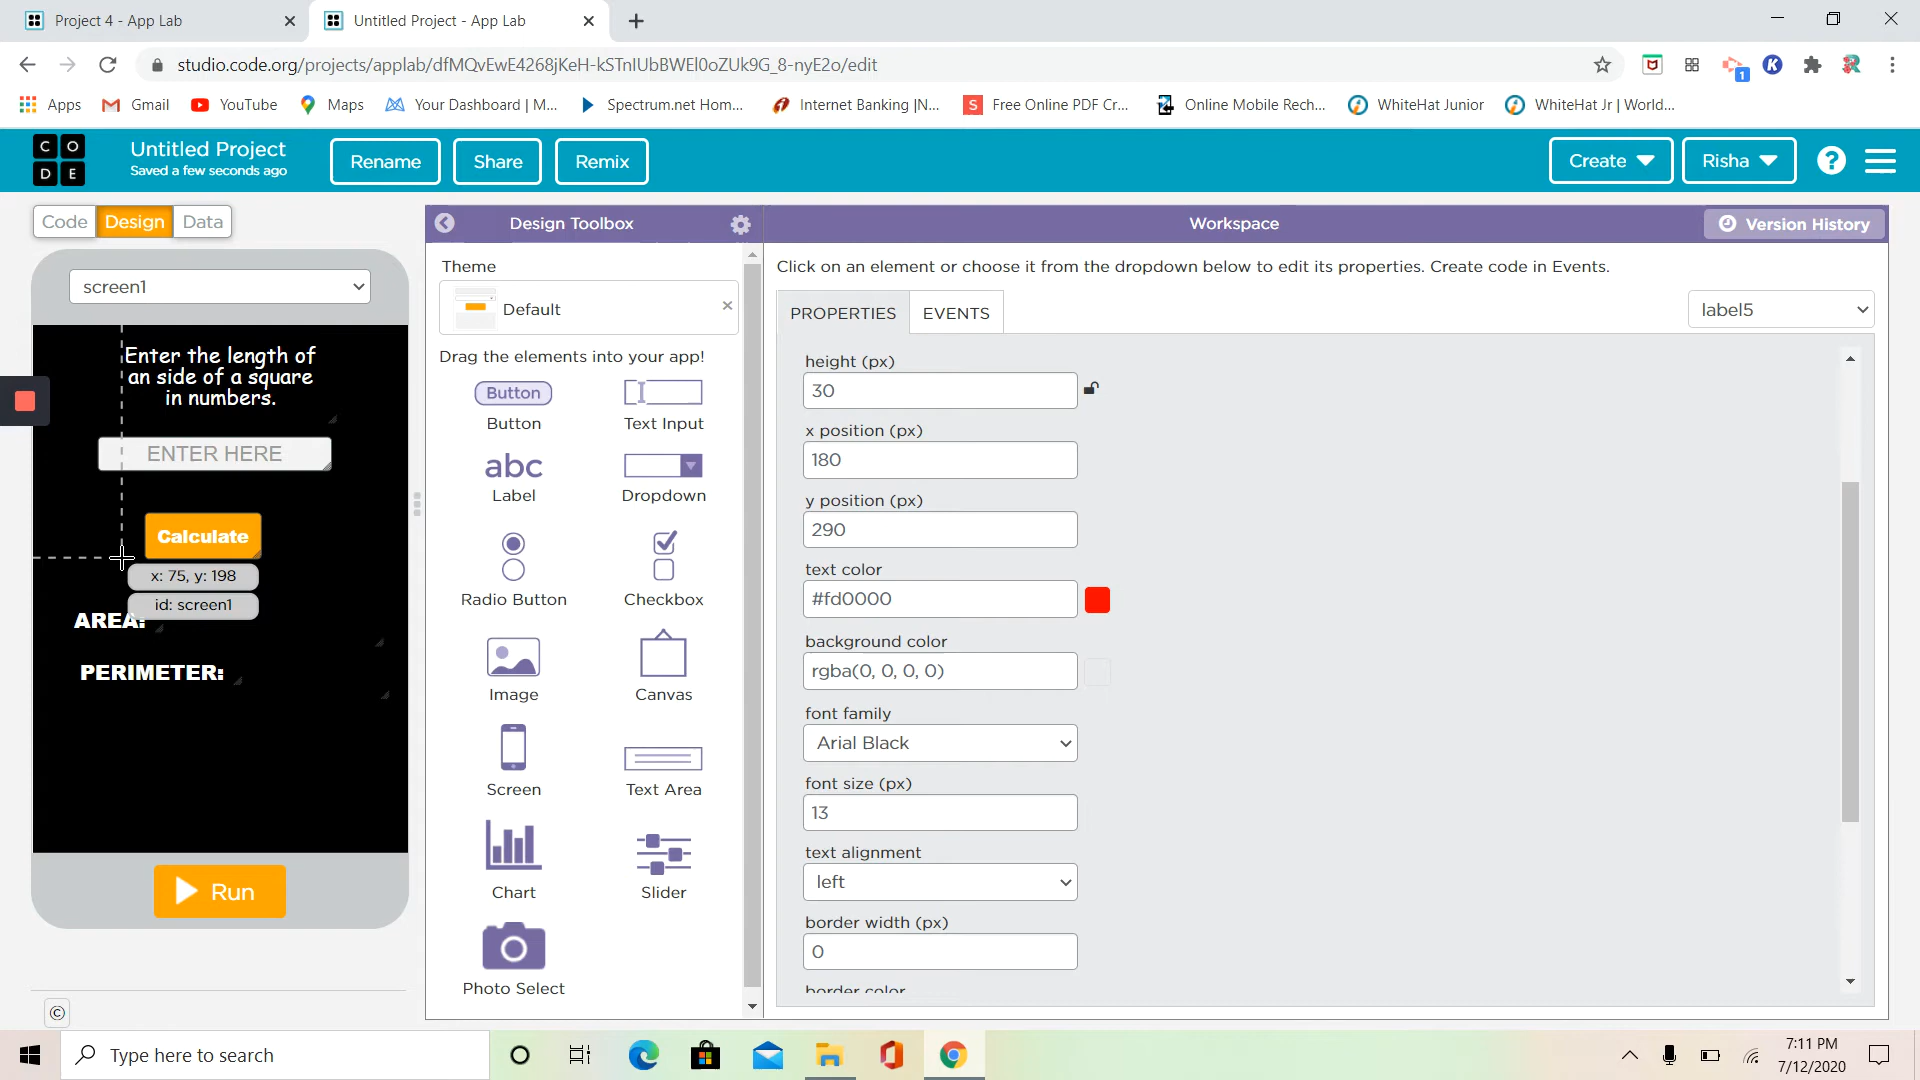 Project 4 - App Lab
Untitled Project - App Lab
studio.code.org/projects/applab/dfMQvEwE4268jKeH-kSTnIUbBWEl0oZUk9G_8-nyE2o/edit
1
K
Apps
Gmail
YouTube
Maps
Your Dashboard | M...
Spectrum.net Hom...
Internet Banking |N...
S
Free Online PDF Cr...
Online Mobile Rech...
WhiteHat Junior
WhiteHat Jr | World...
C O
D E
Untitled Project
Saved a few seconds ago
Rename
Share
Remix
Create
Risha
?
Code
Design
Data
Design Toolbox
Workspace
Version History
screen1
Enter the length of
an side of a square
in numbers.
ENTER HERE
Calculate
x: 75, y: 198
id: screen1
AREA:
PERIMETER:
Run
©
Theme
Default
Drag the elements into your app!
Button
Button
Text Input
abc
Label
Dropdown
Radio Button
Checkbox
Image
Canvas
Screen
Text Area
Chart
Slider
Photo Select
Click on an element or choose it from the dropdown below to edit its properties. Create code in Events.
PROPERTIES
EVENTS
label5
height (px)
30
x position (px)
180
y position (px)
290
text color
#fd0000
background color
rgba(0, 0, 0, 0)
font family
Arial Black
font size (px)
13
text alignment
left
border width (px)
0
border color
Type here to search
7:11 PM
7/12/2020